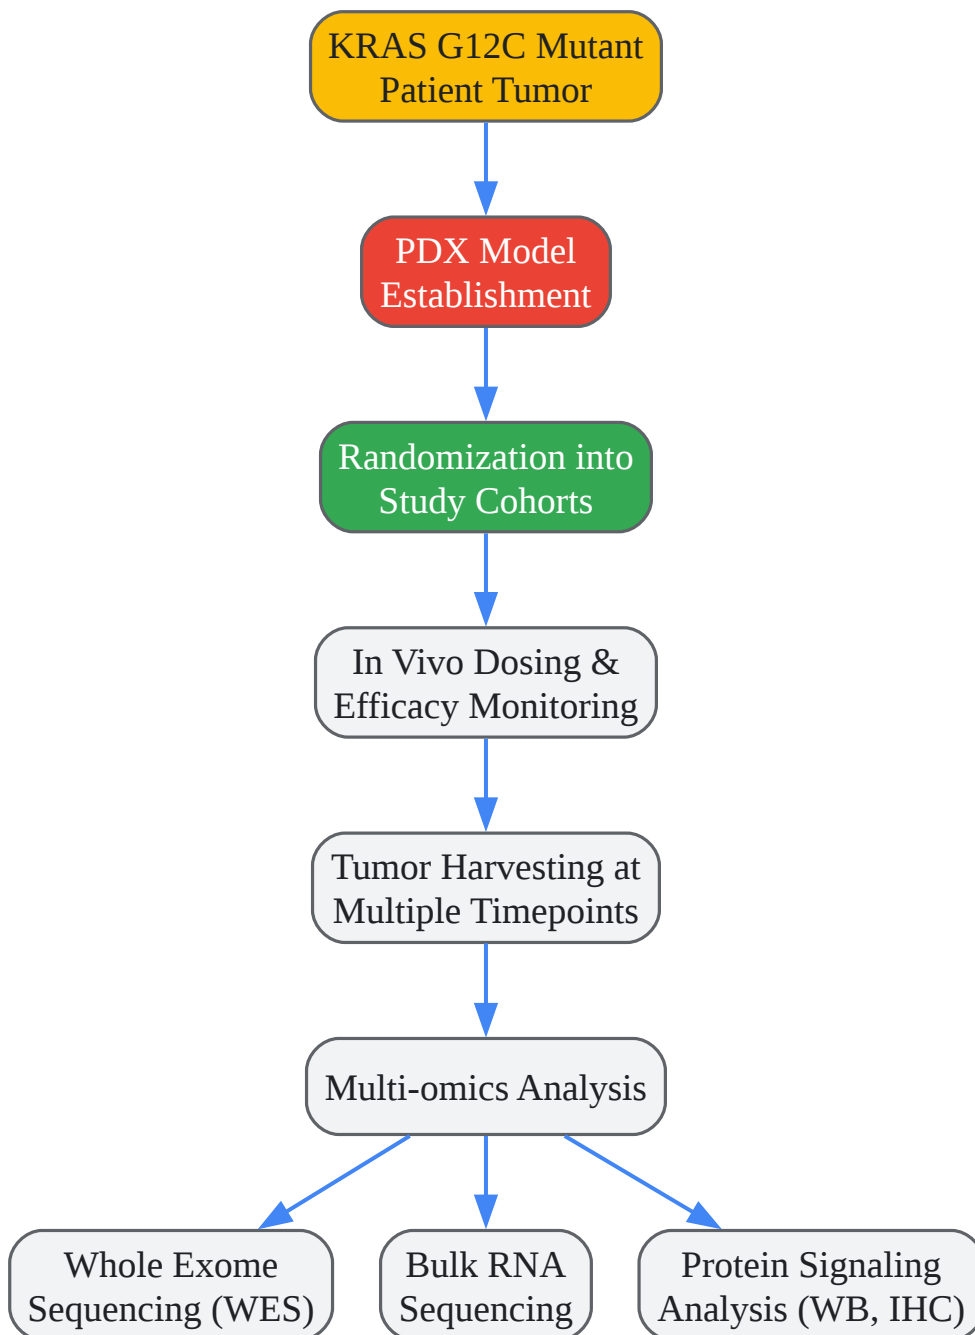 KRAS G12C Mutant
Patient Tumor
PDX Model
Establishment
Randomization into
Study Cohorts
In Vivo Dosing &
Efficacy Monitoring
Tumor Harvesting at
Multiple Timepoints
Multi-omics Analysis
Whole Exome
Sequencing (WES)
Bulk RNA
Sequencing
Protein Signaling
Analysis (WB, IHC)